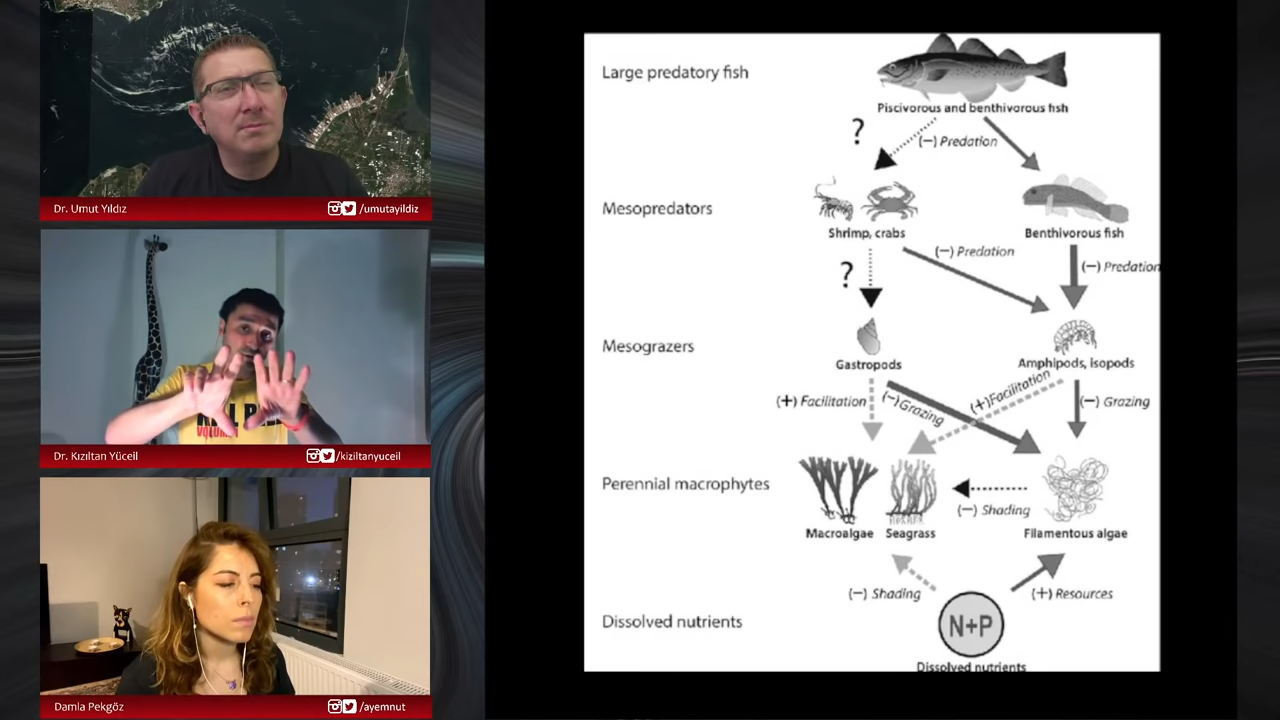 Dr. Umut Yıldız
/umutayildiz
VOLUME 1
Dr. Kızıltan Yüceil
/kiziltanyuceil
Damla Pekgöz
/ayemnut
Large predatory fish
Piscivorous and benthivorous fish
?
(−) Predation
Mesopredators
Shrimp, crabs
Benthivorous fish
(−) Predation
?
(−) Predation
Mesograzers
Gastropods
Amphipods, isopods
(+) Facilitation
(−) Grazing
(+) Facilitation
(−) Grazing
Perennial macrophytes
(−) Shading
Macroalgae
Seagrass
Filamentous algae
(−) Shading
(+) Resources
Dissolved nutrients
N+P
Dissolved nutrients